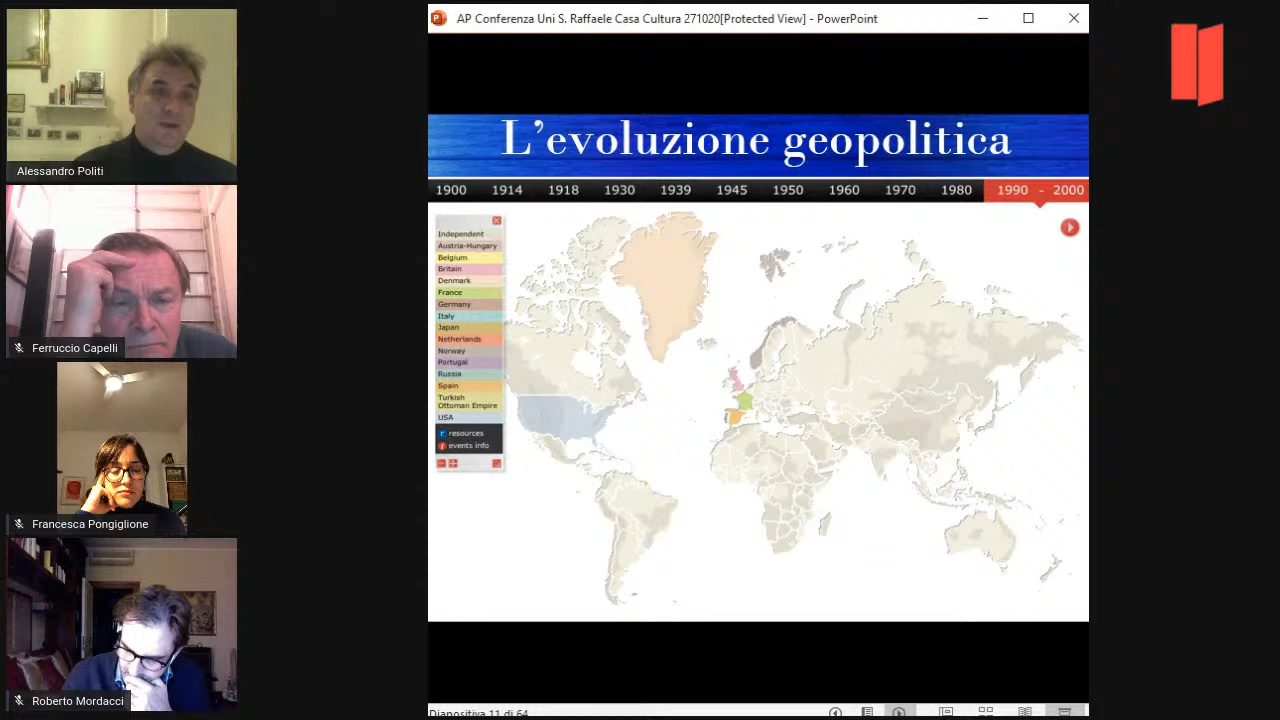 Alessandro Politi
Ferruccio Capelli
Francesca Pongiglione
Roberto Mordacci
AP Conferenza Uni S. Raffaele Casa Cultura 271020[Protected View] - PowerPoint
L'evoluzione geopolitica
1900 1914 1918 1930 1939 1945 1950 1960 1970 1980 1990 - 2000
Independent
Austria-Hungary
Belgium
Britain
Denmark
France
Germany
Italy
Japan
Netherlands
Norway
Portugal
Russia
Spain
Turkish
Ottoman Empire
USA
resources
events info
Diapositiva 11 di 64